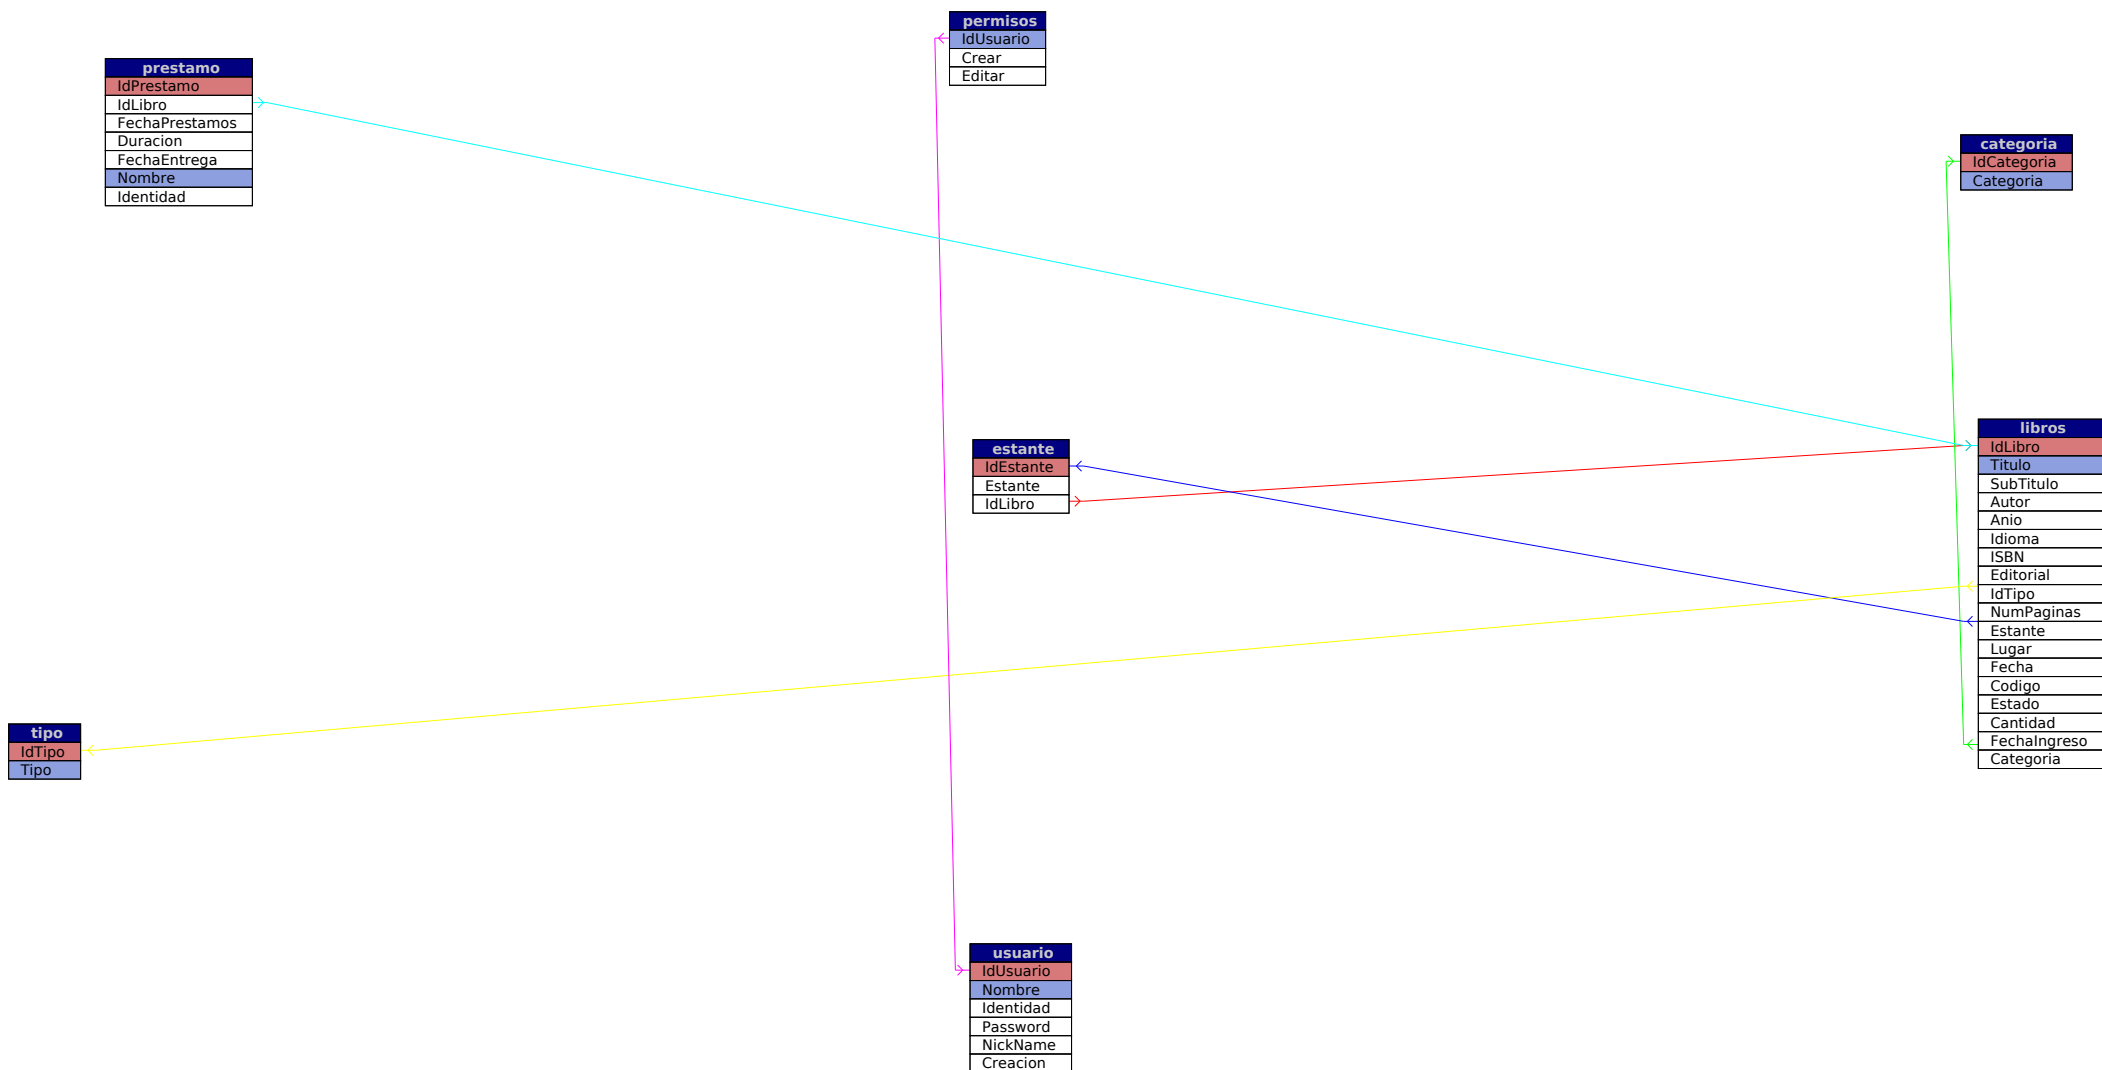 permisos
IdUsuario
Crear
Editar
prestamo
IdPrestamo
IdLibro
FechaPrestamos
Duracion
FechaEntrega
Nombre
Identidad
categoria
IdCategoria
Categoria
estante
IdEstante
Estante
IdLibro
libros
IdLibro
Titulo
SubTitulo
Autor
Anio
Idioma
ISBN
Editorial
IdTipo
NumPaginas
Estante
Lugar
Fecha
Codigo
Estado
Cantidad
FechaIngreso
Categoria
tipo
IdTipo
Tipo
usuario
IdUsuario
Nombre
Identidad
Password
NickName
Creacion